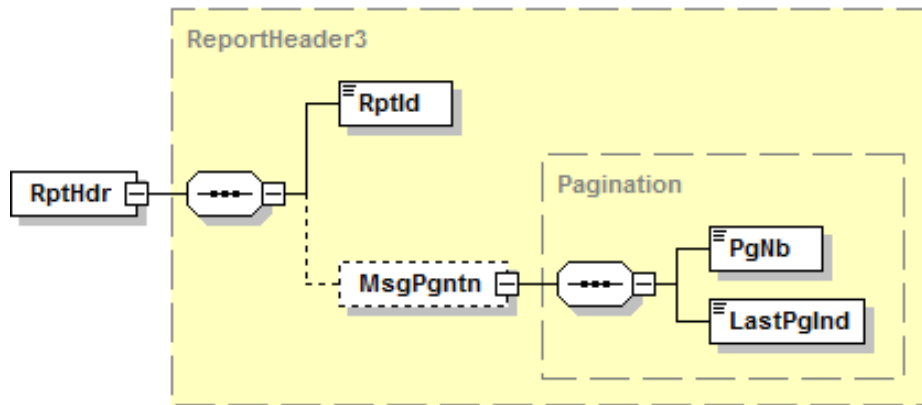 ReportHeader3
RptId
RptHdr
Pagination
PgNb
MsgPgntn
LastPgInd